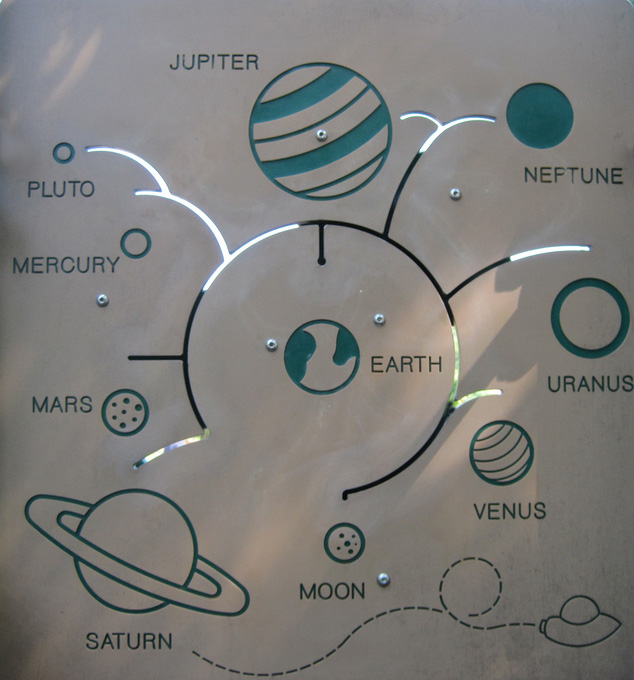 JUPITER
NEPTUNE
PLUTO
MERCURY
EARTH
URANUS
MARS
VENUS
MOON
SATURN